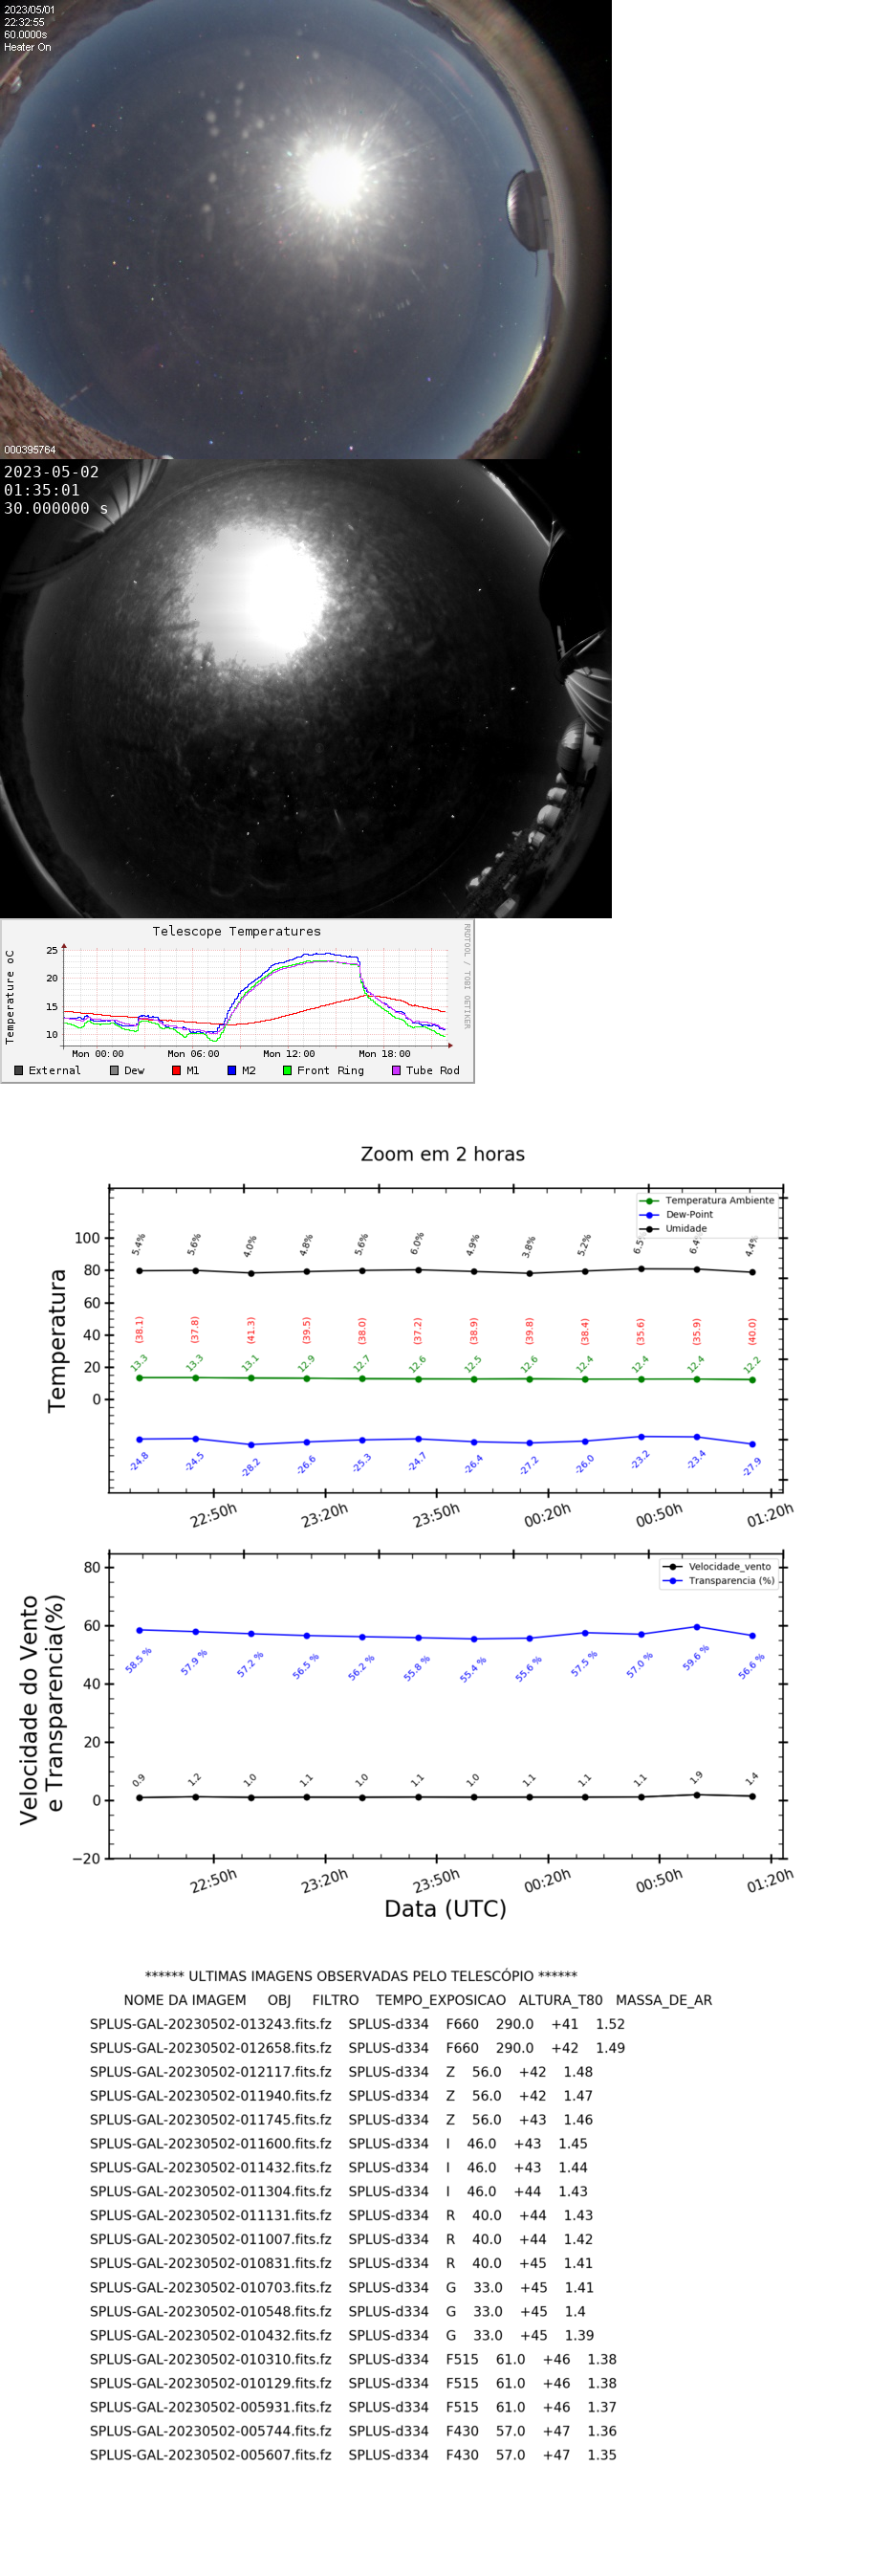 2023/05/01
22:32:55
60.0000s
Heater On
000395764
2023-05-02
01:35:01
30.000000 s
Telescope Temperatures
RRDTOOL / TOBI OETIKER
Temperature oC
25
20
15
10
Mon 00:00 Mon 06:00 Mon 12:00 Mon 18:00
External Dew M1 M2 Front Ring Tube Rod
Zoom em 2 horas
Temperatura Ambiente
Dew-Point
Umidade
Temperatura
100
80
60
40
20
0
5.4% 5.6% 4.0% 4.8% 5.6% 6.0% 4.9% 3.8% 5.2% 6.5 6.4 4.4%
(38.1) (37.8) (41.3) (39.5) (38.0) (37.2) (38.9) (39.8) (38.4) (35.6) (35.9) (40.0)
13.3 13.3 13.1 12.9 12.7 12.6 12.5 12.6 12.4 12.4 12.4 12.2
-24.8 -24.5 -28.2 -26.6 -25.3 -24.7 -26.4 -27.2 -26.0 -23.2 -23.4 -27.9
22:50h 23:20h 23:50h 00:20h 00:50h 01:20h
Velocidade_vento
Transparencia (%)
Velocidade do Vento
e Transparencia(%)
80
60
40
20
0
−20
58.5 % 57.9 % 57.2 % 56.5 % 56.2 % 55.8 % 55.4 % 55.6 % 57.5 % 57.0 % 59.6 % 56.6 %
0.9 1.2 1.0 1.1 1.0 1.1 1.0 1.1 1.1 1.1 1.9 1.4
22:50h 23:20h 23:50h 00:20h 00:50h 01:20h
Data (UTC)
****** ULTIMAS IMAGENS OBSERVADAS PELO TELESCÓPIO ******
NOME DA IMAGEM OBJ FILTRO TEMPO_EXPOSICAO ALTURA_T80 MASSA_DE_AR
SPLUS-GAL-20230502-013243.fits.fz SPLUS-d334 F660 290.0 +41 1.52
SPLUS-GAL-20230502-012658.fits.fz SPLUS-d334 F660 290.0 +42 1.49
SPLUS-GAL-20230502-012117.fits.fz SPLUS-d334 Z 56.0 +42 1.48
SPLUS-GAL-20230502-011940.fits.fz SPLUS-d334 Z 56.0 +42 1.47
SPLUS-GAL-20230502-011745.fits.fz SPLUS-d334 Z 56.0 +43 1.46
SPLUS-GAL-20230502-011600.fits.fz SPLUS-d334 I 46.0 +43 1.45
SPLUS-GAL-20230502-011432.fits.fz SPLUS-d334 I 46.0 +43 1.44
SPLUS-GAL-20230502-011304.fits.fz SPLUS-d334 I 46.0 +44 1.43
SPLUS-GAL-20230502-011131.fits.fz SPLUS-d334 R 40.0 +44 1.43
SPLUS-GAL-20230502-011007.fits.fz SPLUS-d334 R 40.0 +44 1.42
SPLUS-GAL-20230502-010831.fits.fz SPLUS-d334 R 40.0 +45 1.41
SPLUS-GAL-20230502-010703.fits.fz SPLUS-d334 G 33.0 +45 1.41
SPLUS-GAL-20230502-010548.fits.fz SPLUS-d334 G 33.0 +45 1.4
SPLUS-GAL-20230502-010432.fits.fz SPLUS-d334 G 33.0 +45 1.39
SPLUS-GAL-20230502-010310.fits.fz SPLUS-d334 F515 61.0 +46 1.38
SPLUS-GAL-20230502-010129.fits.fz SPLUS-d334 F515 61.0 +46 1.38
SPLUS-GAL-20230502-005931.fits.fz SPLUS-d334 F515 61.0 +46 1.37
SPLUS-GAL-20230502-005744.fits.fz SPLUS-d334 F430 57.0 +47 1.36
SPLUS-GAL-20230502-005607.fits.fz SPLUS-d334 F430 57.0 +47 1.35